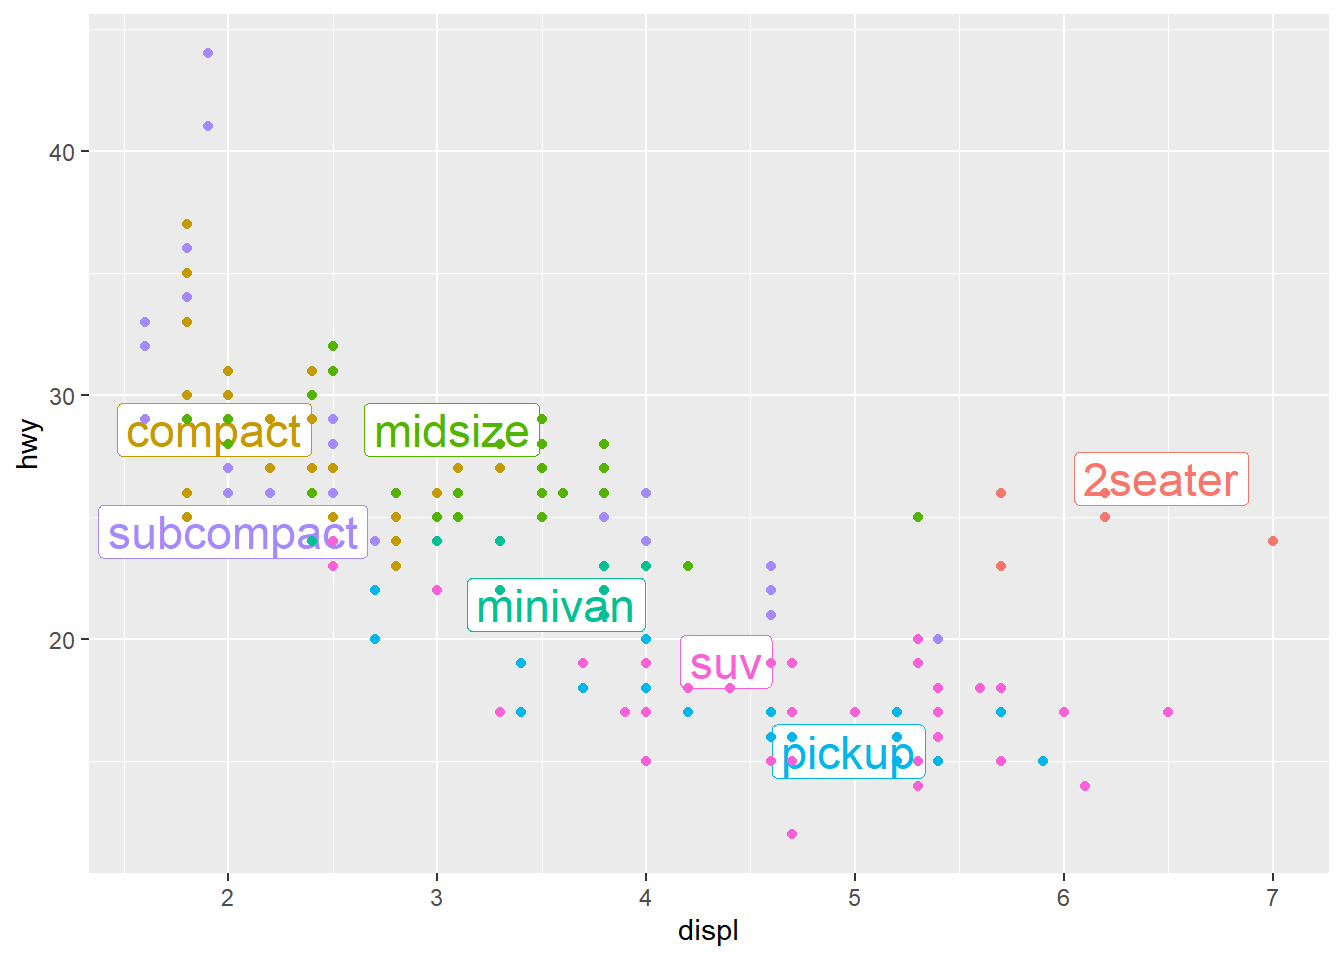 40
30
20
hwy
compact
midsize
2seater
subcompact
minivan
suv
pickup
2 3 4 5 6 7
displ